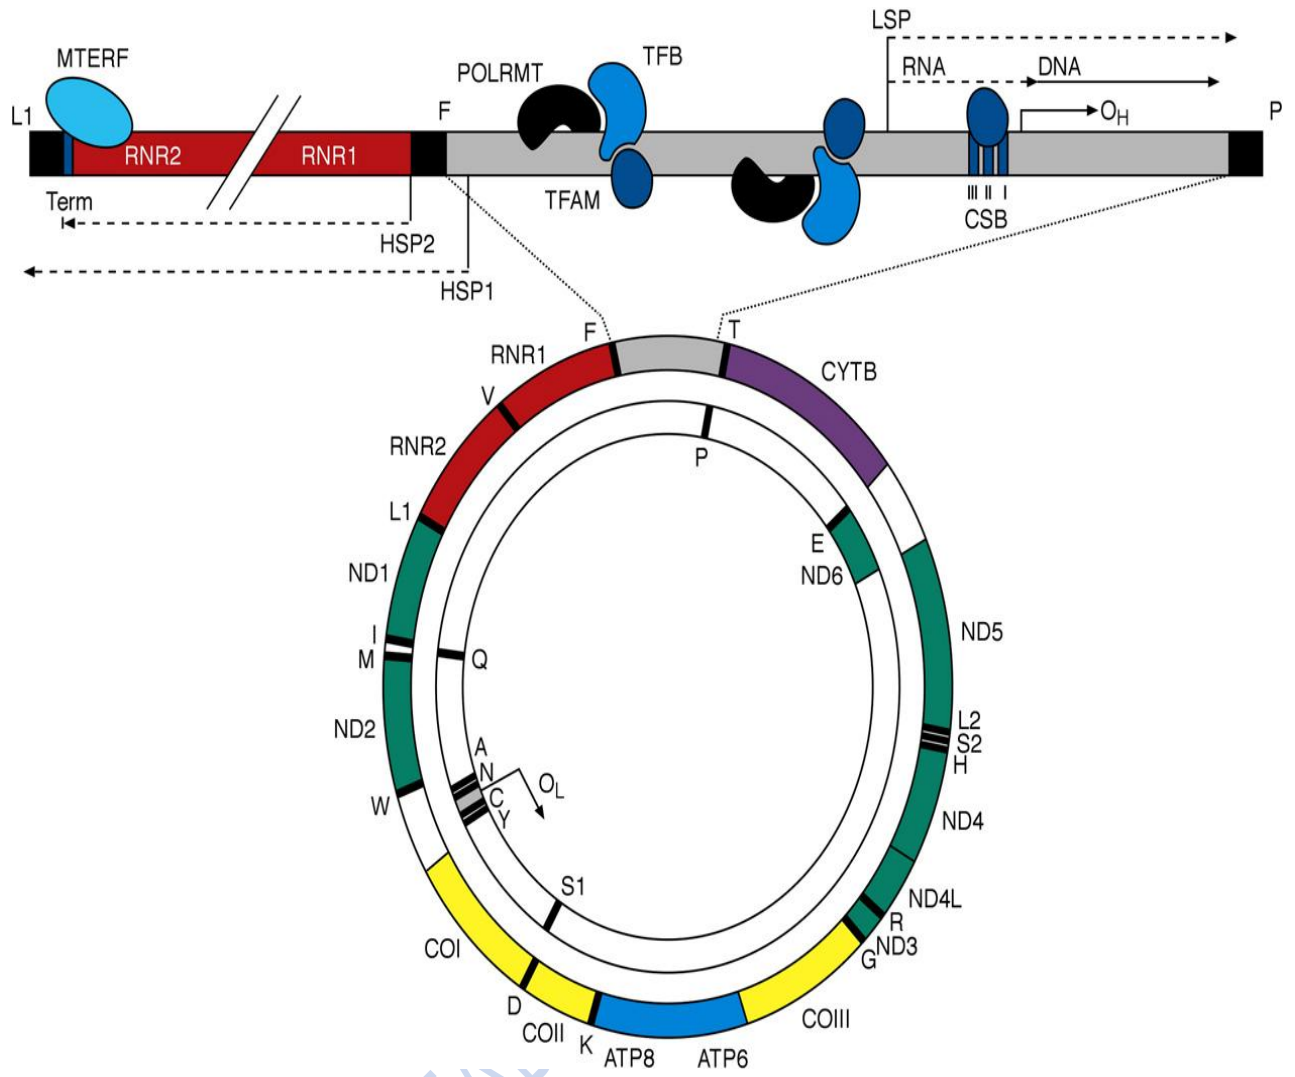 LSP
MTERF
TFB
POLRMT
RNA
DNA
L1
F
OH
P
RNR2
RNR1
Term
TFAM
III II I
CSB
HSP2
HSP1
F
T
RNR1
CYTB
V
RNR2
P
L1
E
ND6
ND1
ND5
I
M
Q
L2
S2
H
ND2
A
N
C
Y
OL
W
ND4
S1
ND4L
R
ND3
G
COI
D
COII
K
COIII
ATP8
ATP6